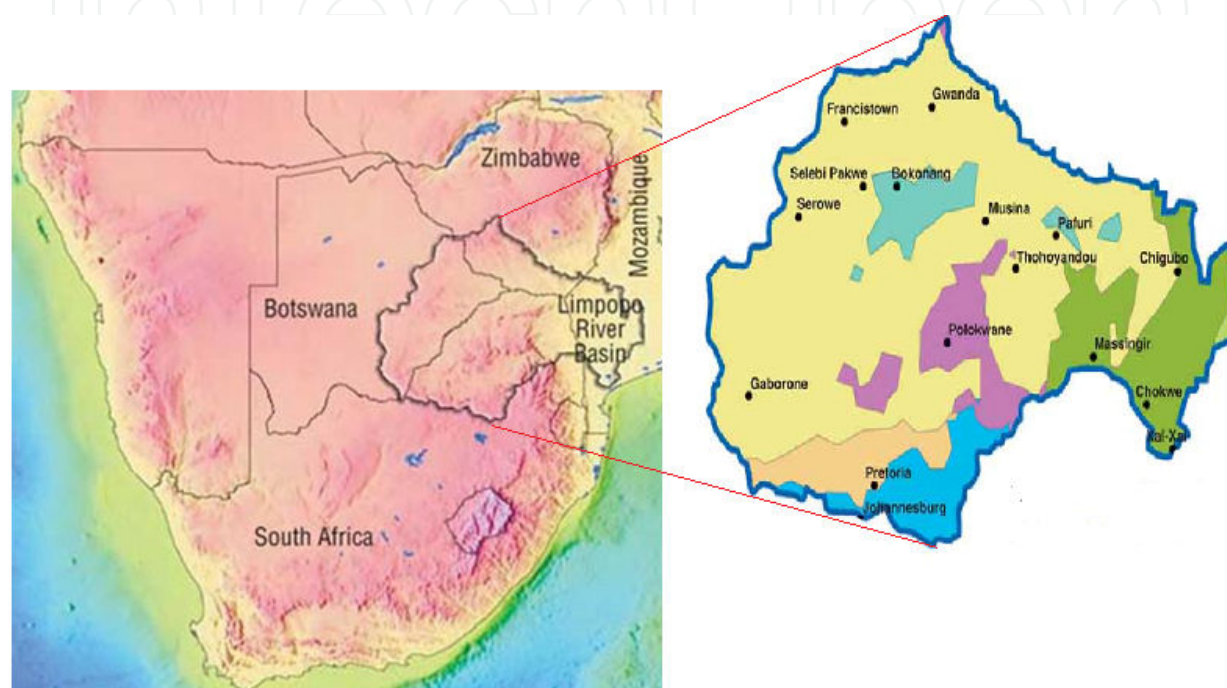 Zimbabwe
Mozambique
Botswana
Limpopo
River
Basin
South Africa
Gwanda
Francistown
Selebi Pakwe
Bokonang
Serowe
Musina
Pafuri
Thohoyandou
Chigubo
Polokwane
Massingir
Gaborone
Chokwe
Xai-Xai
Pretoria
Johannesburg